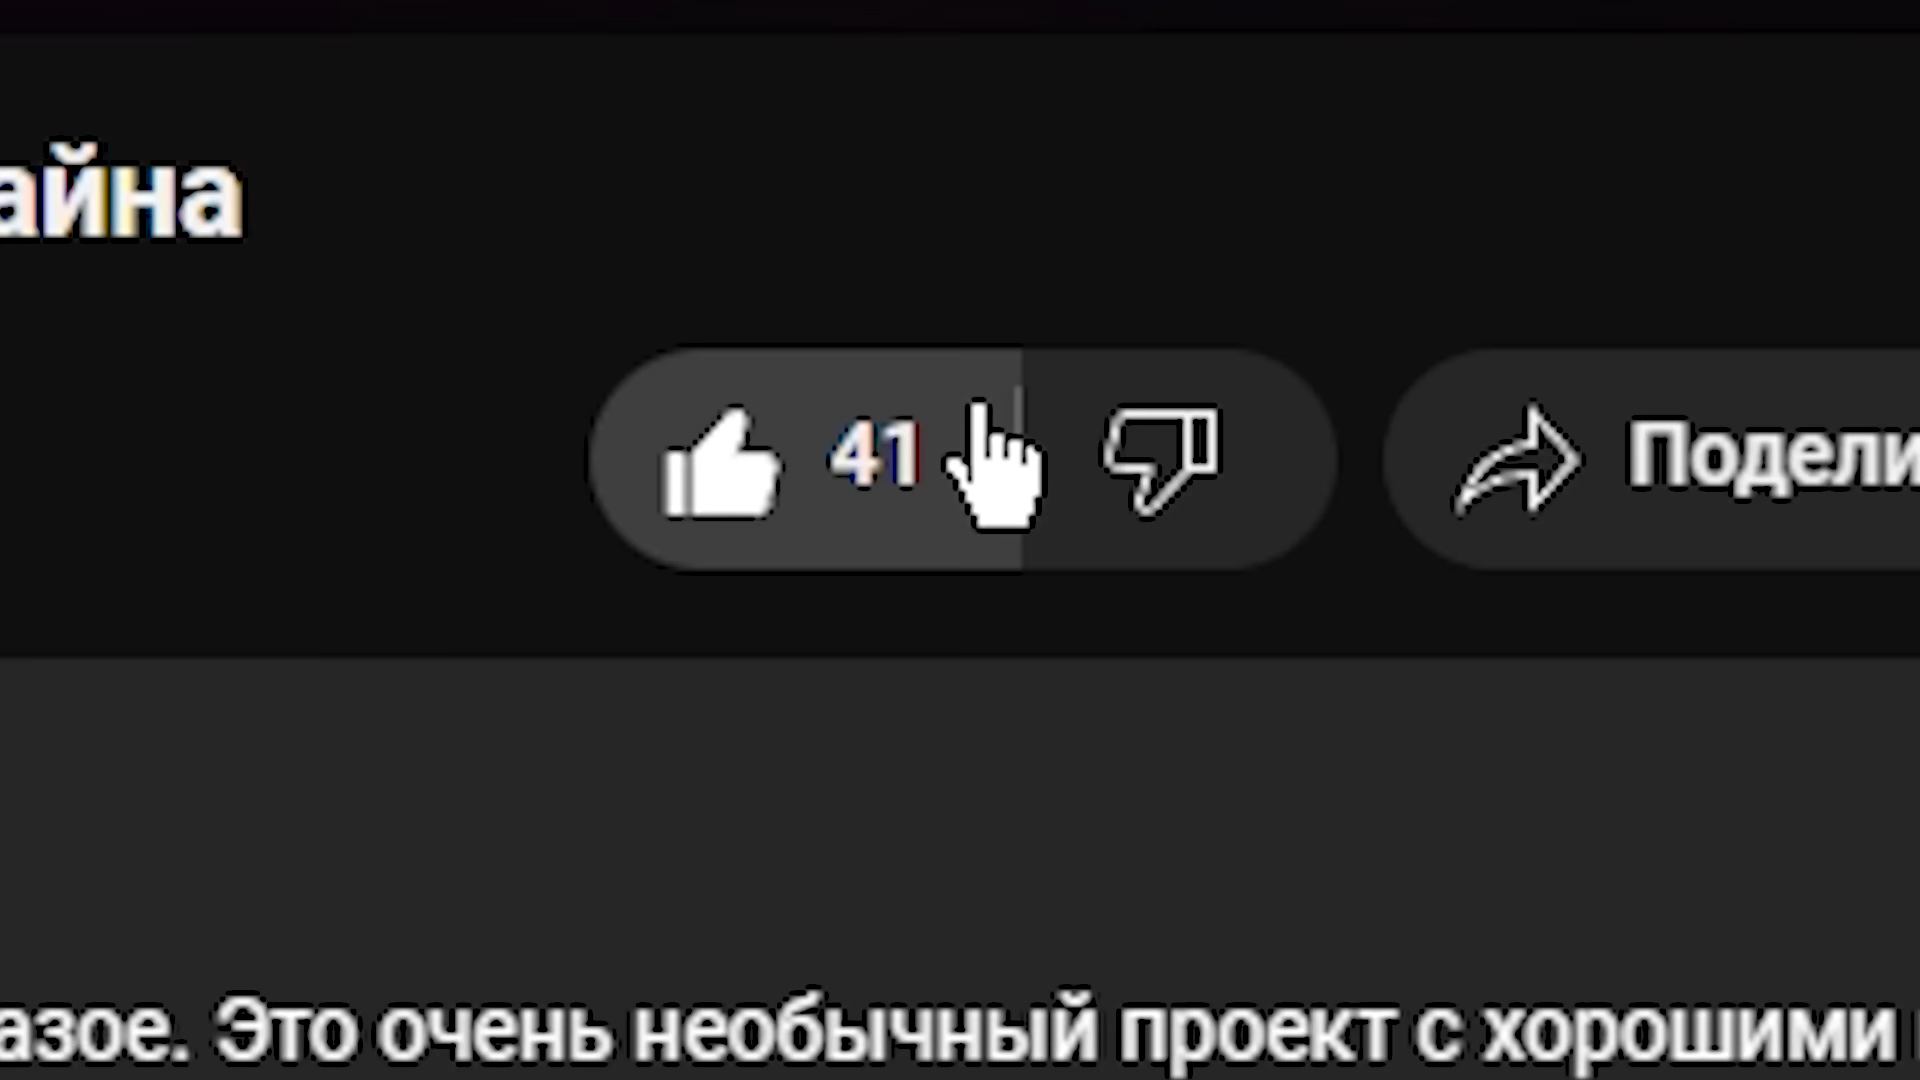 айна
41 Подели
азое. Это очень необычный проект с хорошими